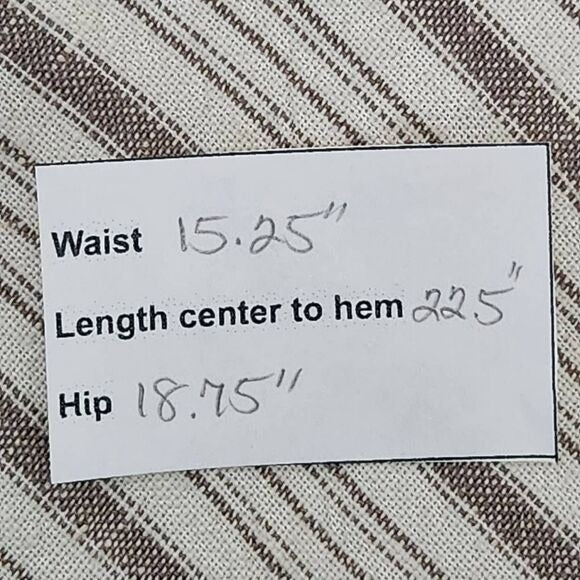 Waist 15.25"
Length center to hem 22.5"
Hip 18.75"